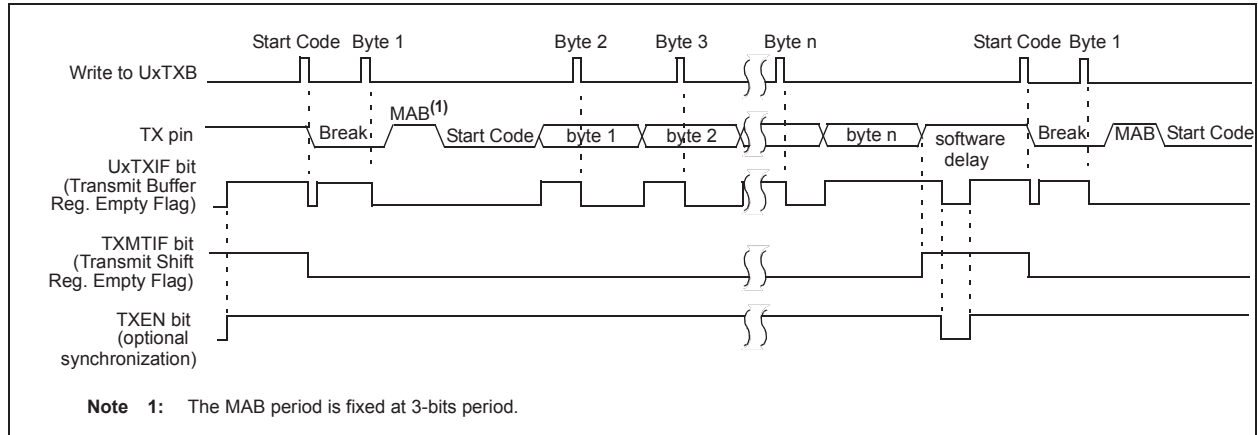 Start Code Byte 1 Byte 2 Byte 3 Byte n Start Code Byte 1
Write to UxTXB
MAB(1)
TX pin
Break Start Code byte 1 byte 2 byte n software delay Break MAB Start Code
UxTXIF bit
(Transmit Buffer
Reg. Empty Flag)
TXMTIF bit
(Transmit Shift
Reg. Empty Flag)
TXEN bit
(optional
synchronization)
Note 1: The MAB period is fixed at 3-bits period.